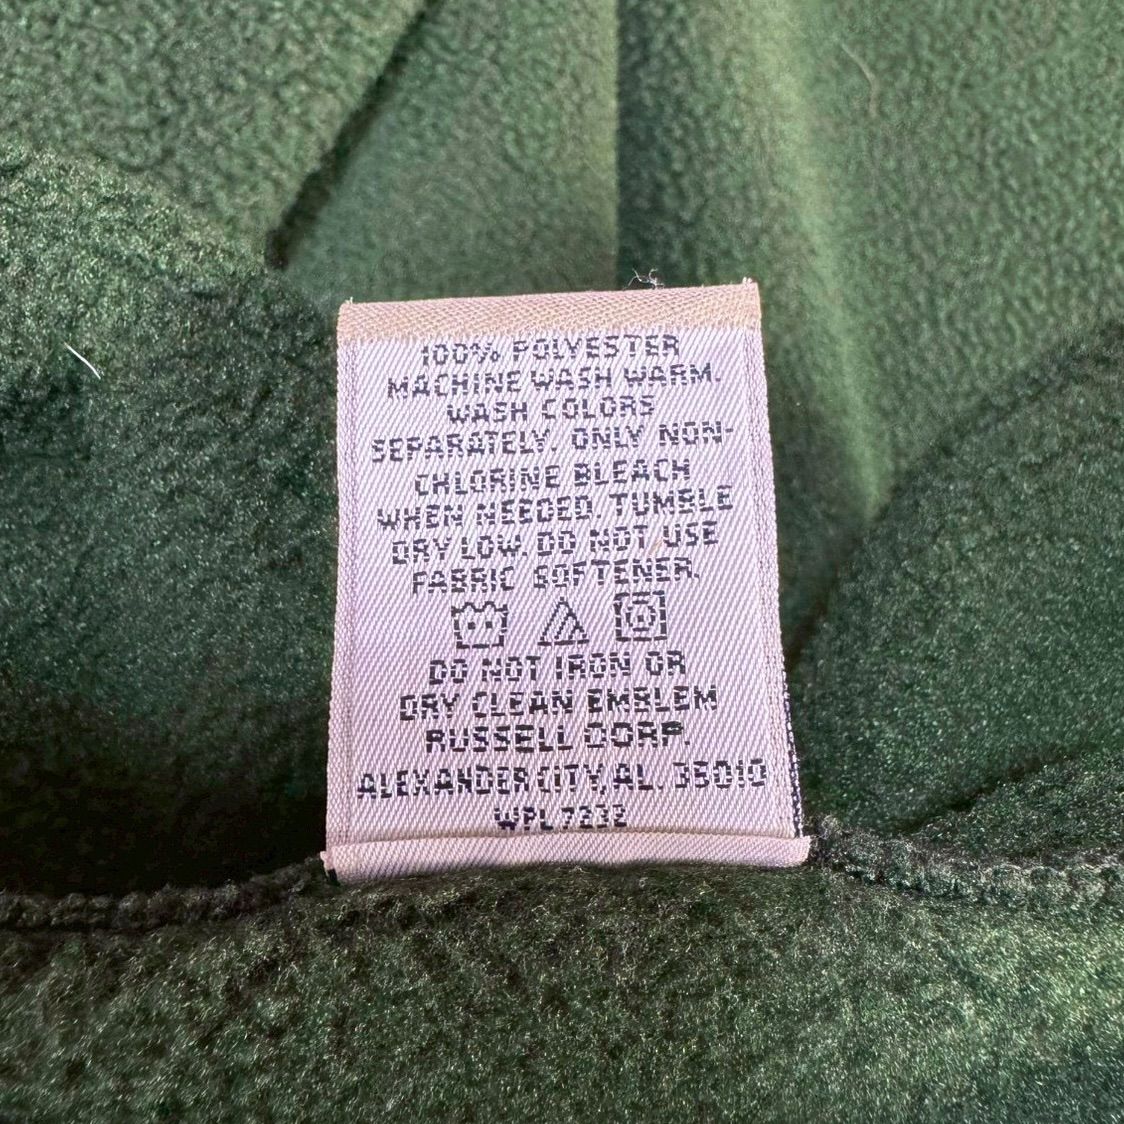 100% POLYESTER
MACHINE WASH WARM.
WASH COLORS
SEPARATELY. ONLY NON-
CHLORINE BLEACH
WHEN NEEDED. TUMBLE
DRY LOW. DO NOT USE
FABRIC SOFTENER.
DO NOT IRON OR
DRY CLEAN EMBLEM
RUSSELL CORP.
ALEXANDER CITY, AL. 35010
WPL 7232